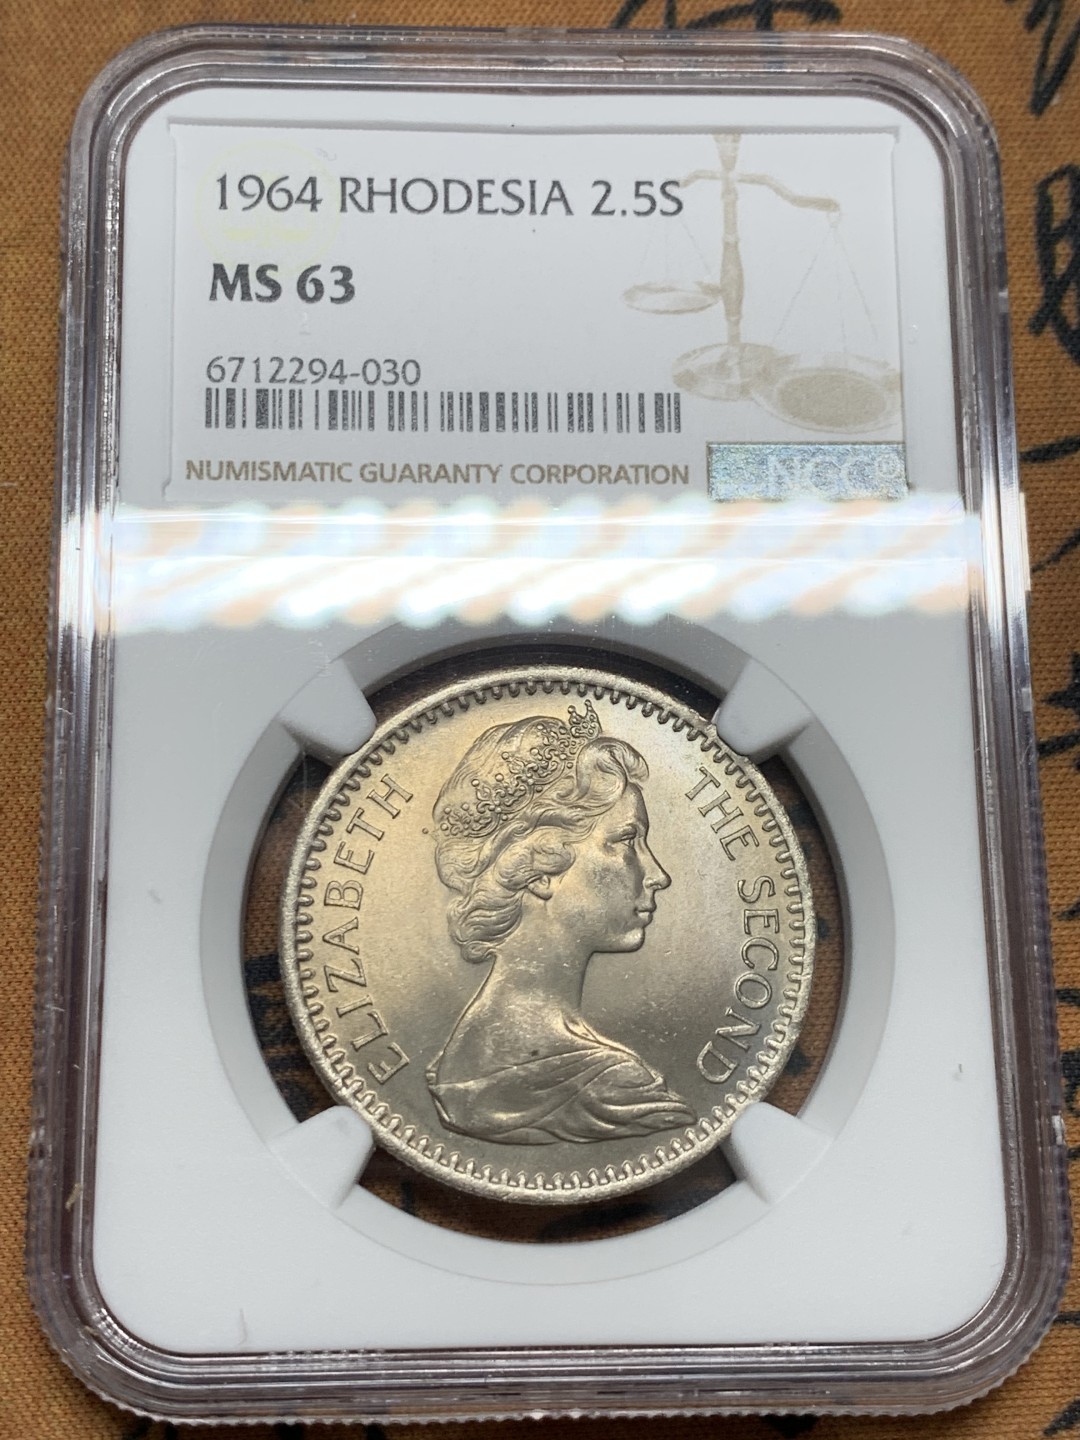 1964 RHODESIA 2.5S
MS 63
6712294-030
NUMISMATIC GUARANTY CORPORATION
NGC®
ELIZABETH THE SECOND